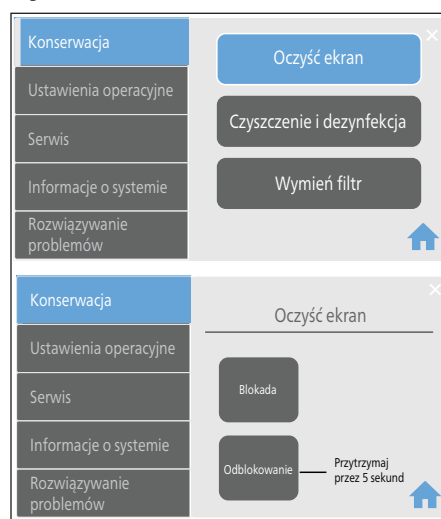 Konserwacja
Ustawienia operacyjne
Serwis
Informacje o systemie
Rozwiązywanie
problemów
Oczyść ekran
Czyszczenie i dezynfekcja
Wymień filtr
Konserwacja
Ustawienia operacyjne
Serwis
Informacje o systemie
Rozwiązywanie
problemów
Oczyść ekran
Blokada
Odblokowanie
Przytrzymaj
przez 5 sekund